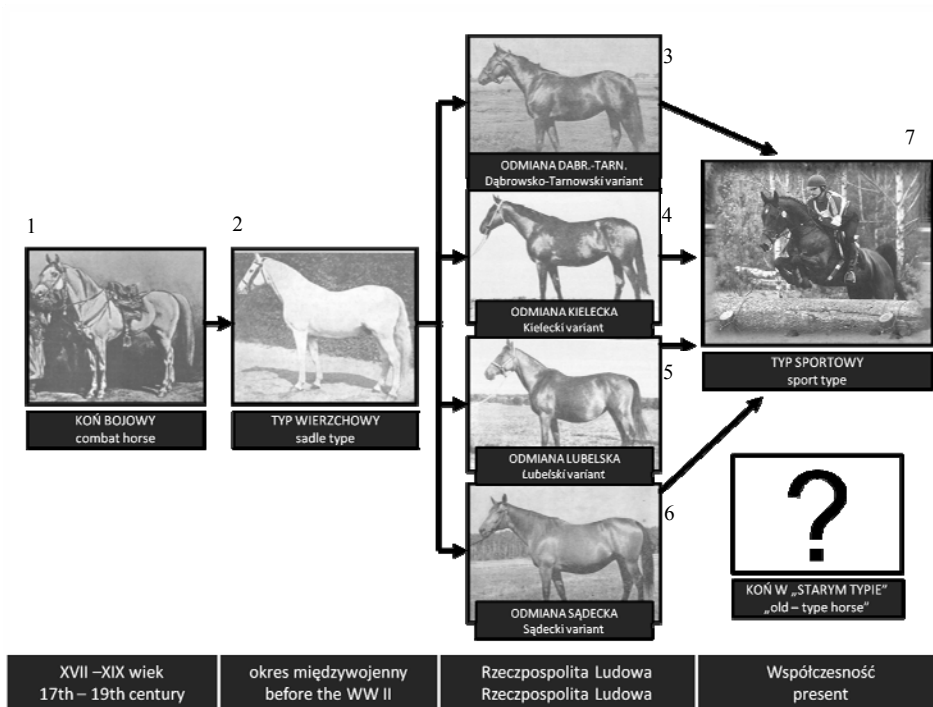 1
KOŃ BOJOWY
combat horse
2
TYP WIERZCHOWY
sadle type
3
ODMIANA DĄBR.-TARN.
Dąbrowsko-Tarnowski variant
4
ODMIANA KIELECKA
Kielecki variant
5
ODMIANA LUBELSKA
Lubelski variant
6
ODMIANA SĄDECKA
Sądecki variant
7
TYP SPORTOWY
sport type
?
KOŃ W „STARYM TYPIE”
„old – type horse”
XVII –XIX wiek
17th – 19th century
okres międzywojenny
before the WW II
Rzeczpospolita Ludowa
Rzeczpospolita Ludowa
Współczesność
present